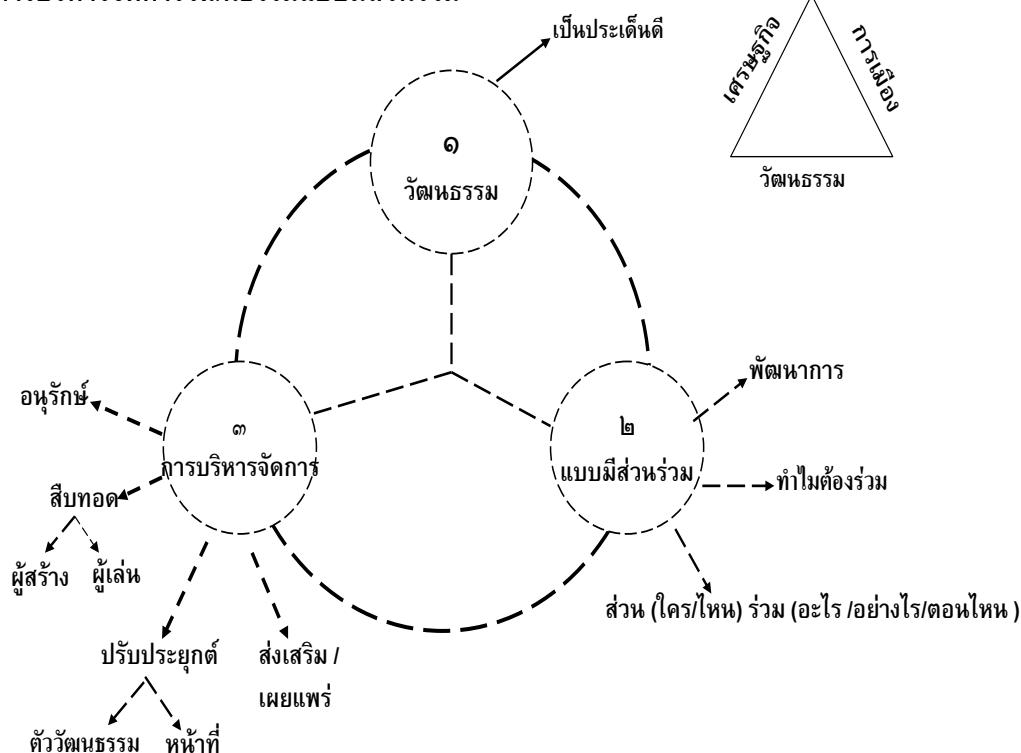 เป็นประเด็นดี
เศรษฐกิจ
การเมือง
วัฒนธรรม
๑
วัฒนธรรม
พัฒนาการ
อนุรักษ์
๓
การบริหารจัดการ
๒
แบบมีส่วนร่วม
ทำไมต้องร่วม
สืบทอด
ผู้สร้าง
ผู้เล่น
ส่วน (ใคร/ไหน) ร่วม (อะไร /อย่างไร/ตอนไหน )
ปรับประยุกต์
ส่งเสริม /
เผยแพร่
ตัววัฒนธรรม
หน้าที่